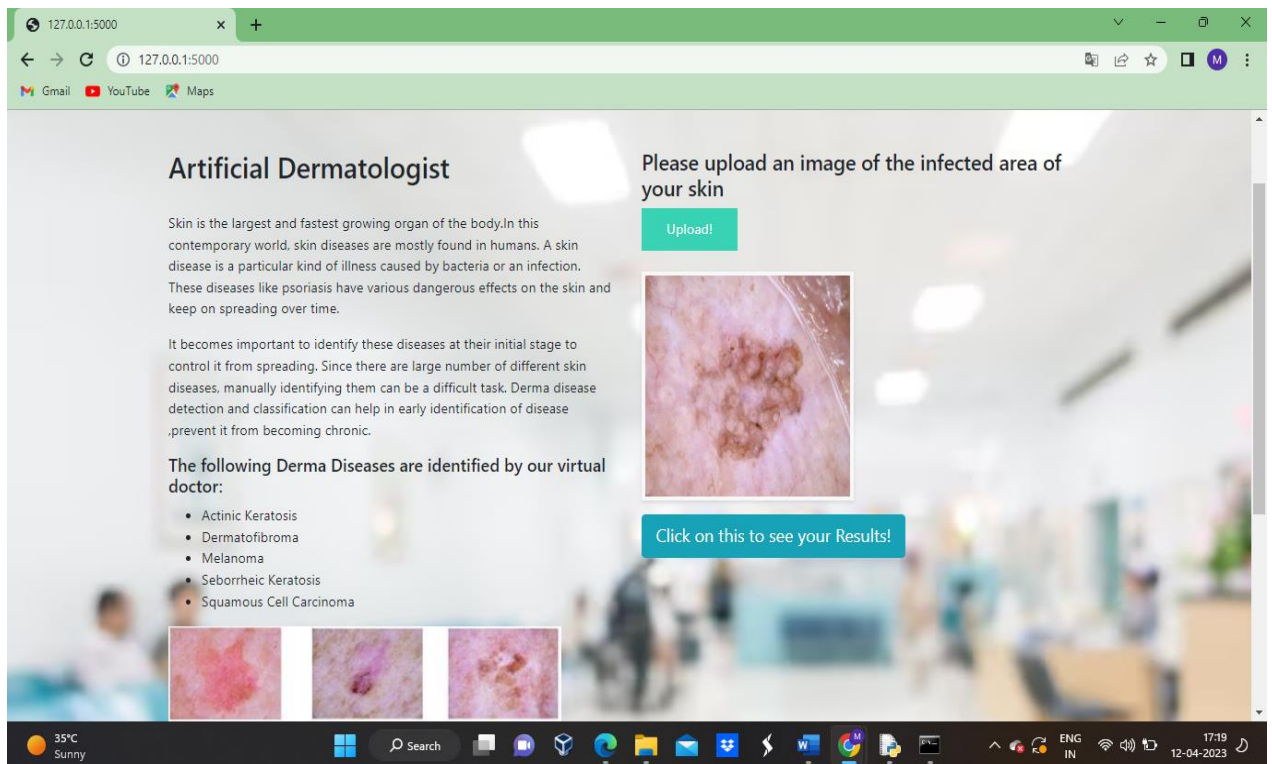 127.0.0.1:5000
127.0.0.1:5000
M
Gmail
YouTube
Maps
Artificial Dermatologist
Skin is the largest and fastest growing organ of the body.In this
contemporary world, skin diseases are mostly found in humans. A skin
disease is a particular kind of illness caused by bacteria or an infection.
These diseases like psoriasis have various dangerous effects on the skin and
keep on spreading over time.
It becomes important to identify these diseases at their initial stage to
control it from spreading. Since there are large number of different skin
diseases, manually identifying them can be a difficult task. Derma disease
detection and classification can help in early identification of disease
,prevent it from becoming chronic.
The following Derma Diseases are identified by our virtual
doctor:
• Actinic Keratosis
• Dermatofibroma
• Melanoma
• Seborrheic Keratosis
• Squamous Cell Carcinoma
Please upload an image of the infected area of
your skin
Upload!
Click on this to see your Results!
35°C
Sunny
Search
ENG
IN
17:19
12-04-2023